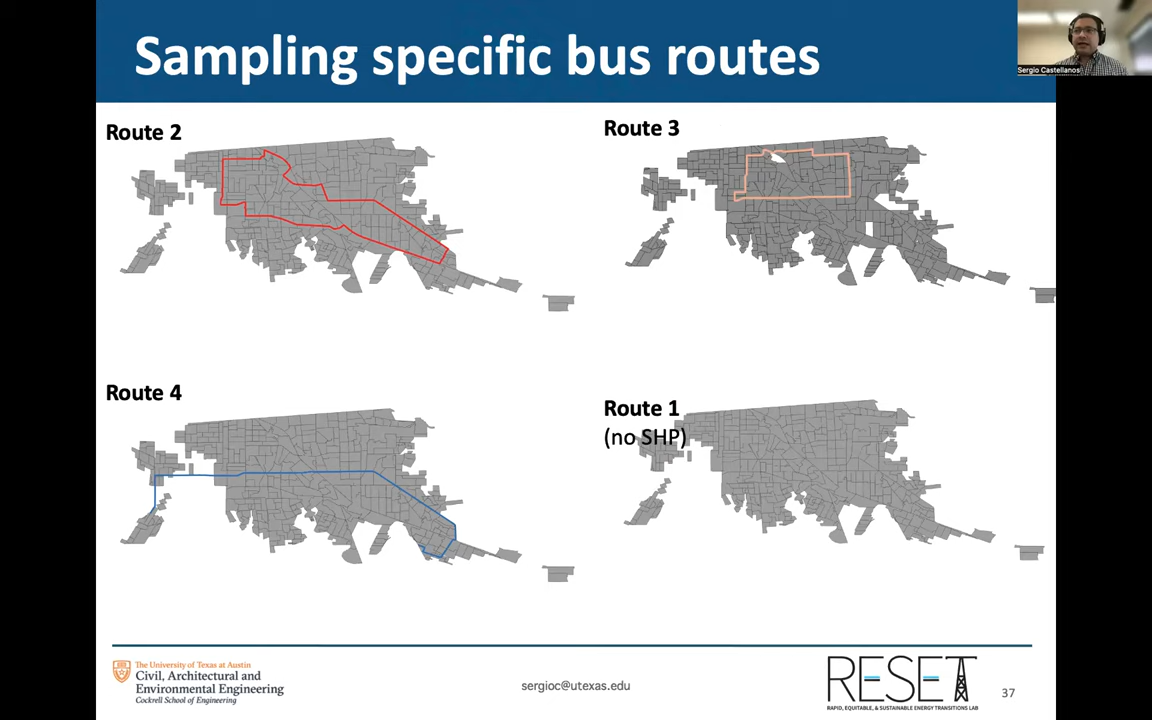 Sampling specific bus routes
Sergio Castellanos
Route 2
Route 3
Route 4
Route 1
(no SHP)
The University of Texas at Austin
Civil, Architectural and
Environmental Engineering
Cockrell School of Engineering
sergioc@utexas.edu
RESET
RAPID, EQUITABLE, & SUSTAINABLE ENERGY TRANSITIONS LAB
37